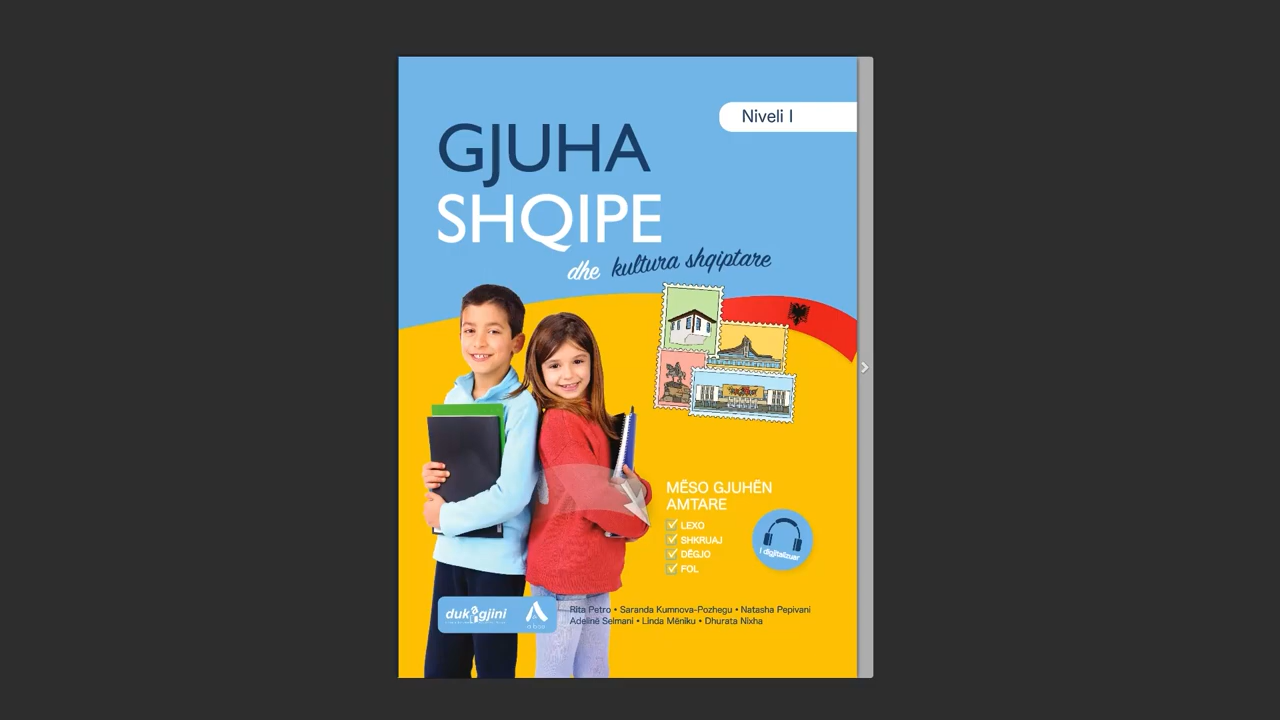 Niveli I
GJUHA
SHQIPE
dhe kultura shqiptare
MËSO GJUHËN
AMTARE
LEXO
SHKRUAJ
DËGJO
FOL
I digjitalizuar
dukagjini
Rita Petro • Saranda Kumnova-Pozhegu • Natasha Pepivani
Adelinë Selmani • Linda Mëniku • Dhurata Nixha